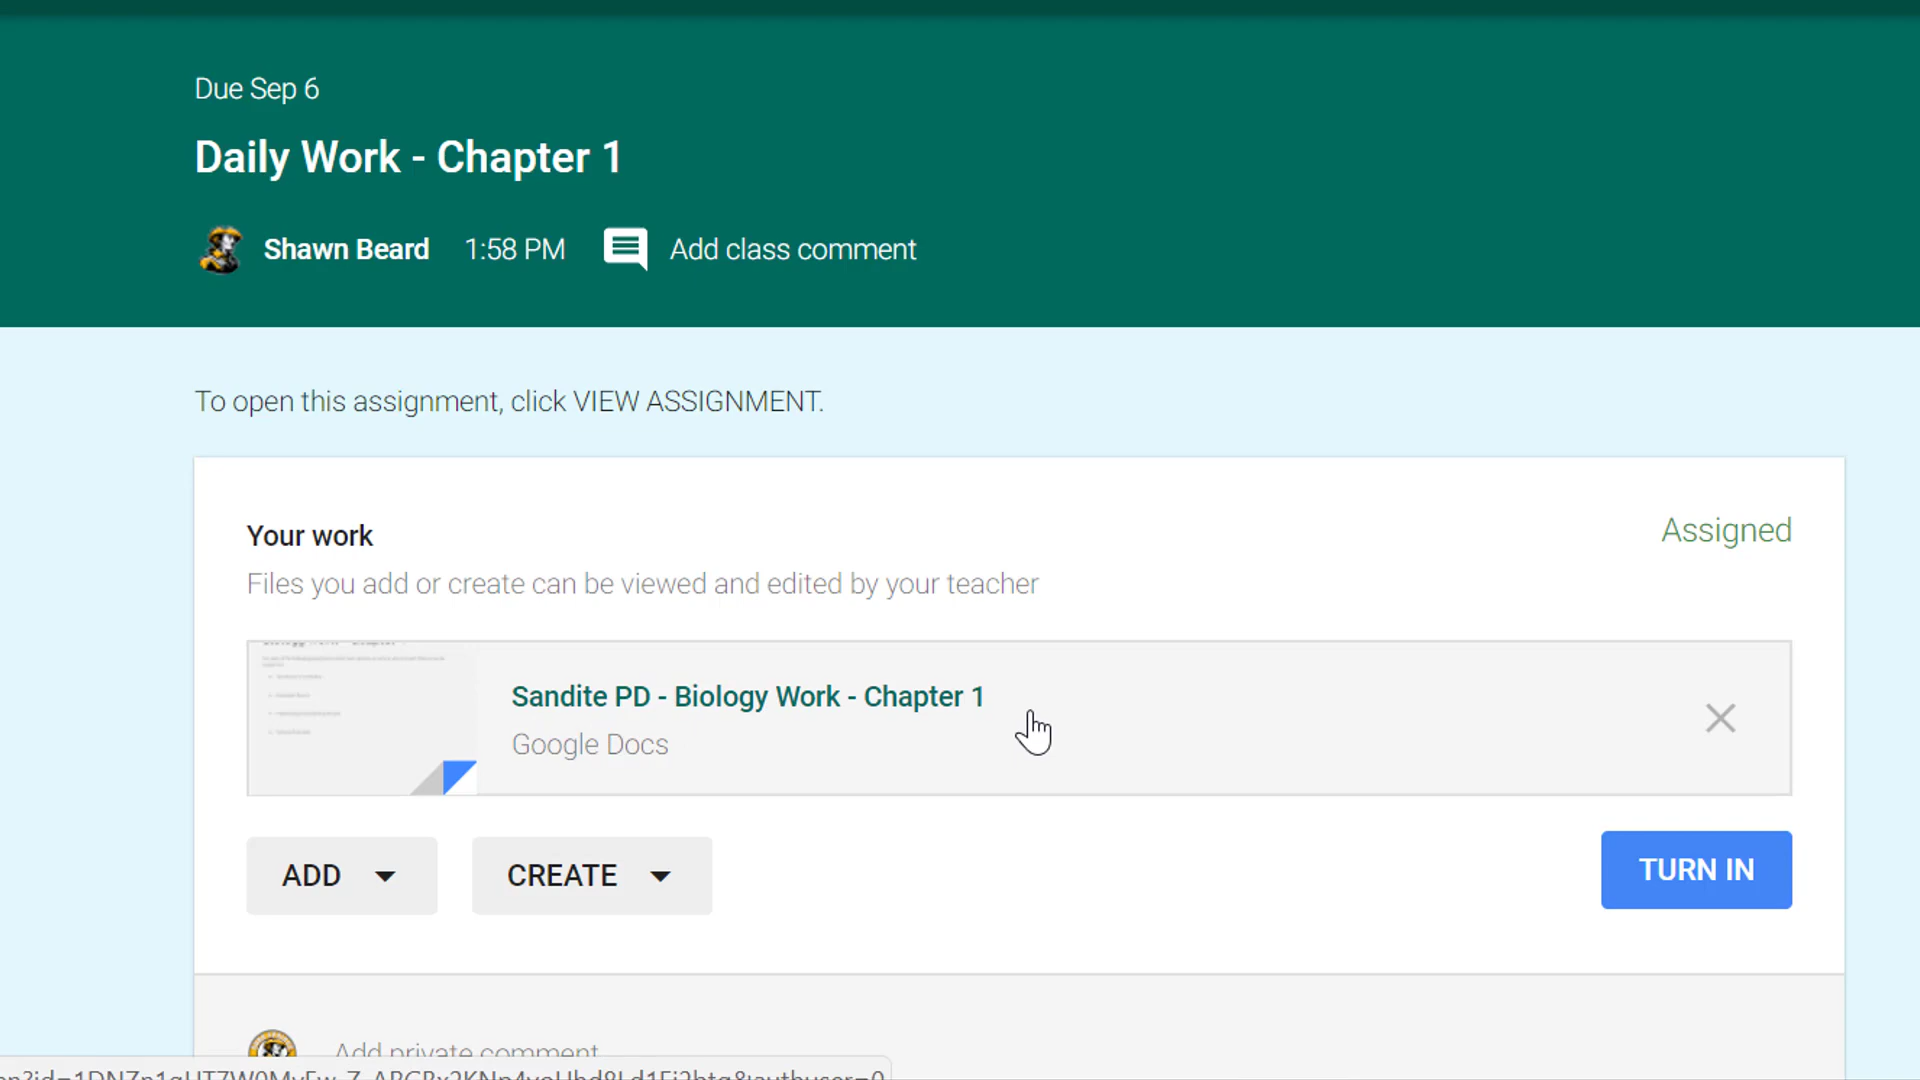 Due Sep 6
Daily Work - Chapter 1
Shawn Beard 1:58 PM Add class comment
To open this assignment, click VIEW ASSIGNMENT.
Your work
Assigned
Files you add or create can be viewed and edited by your teacher
Sandite PD - Biology Work - Chapter 1
Google Docs
ADD CREATE TURN IN
Add private comment